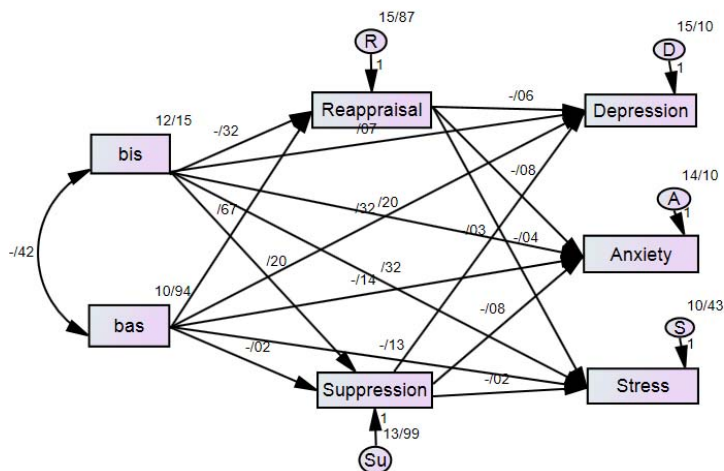 15/87
R
1
15/10
D
1
Reappraisal
-/06
Depression
12/15
-/32
/07
bis
-/08
14/10
A
1
/67
/32
/20
/03
-/04
Anxiety
-/42
/20
/32
-/14
10/94
-/08
10/43
S
1
bas
-/13
-/02
-/02
Suppression
Stress
1
13/99
Su